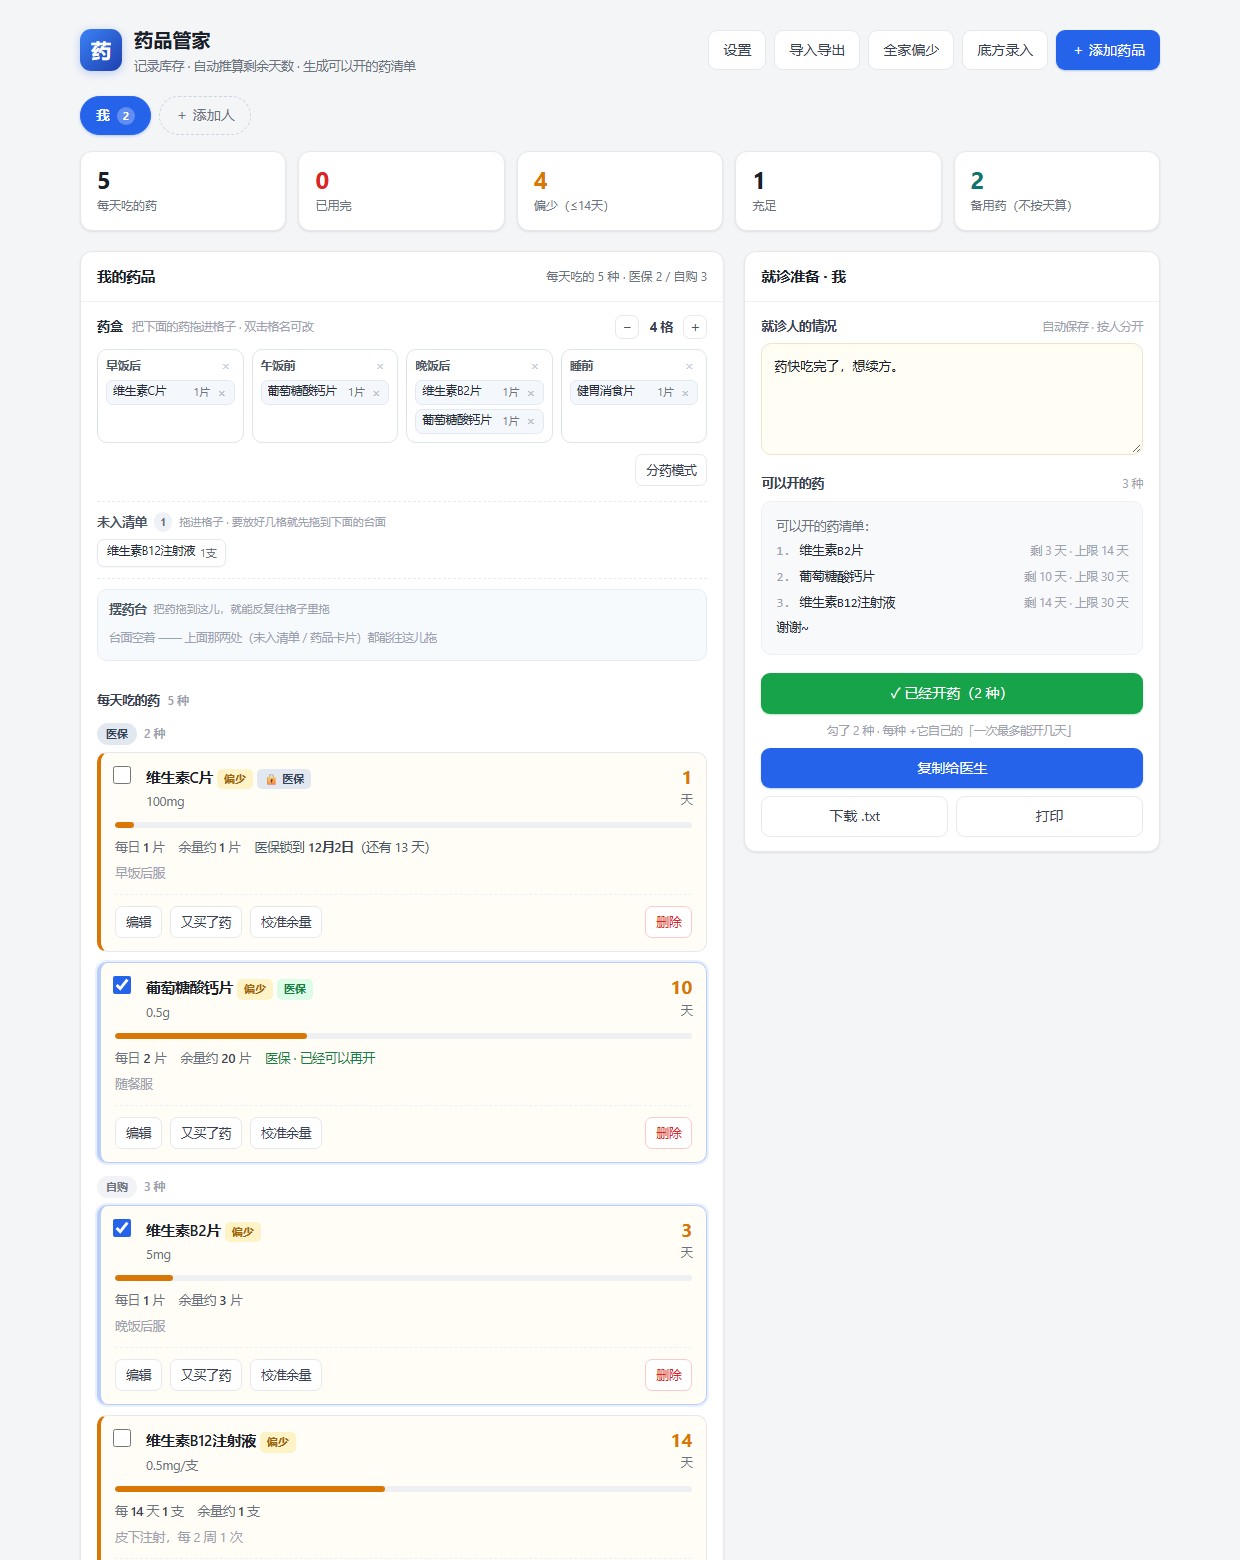 药
药品管家
记录库存 · 自动推算剩余天数 · 生成可以开的药清单
设置
导入导出
全家偏少
底方录入
+ 添加药品
我 2
+ 添加人
5
每天吃的药
0
已用完
4
偏少（≤14天）
1
充足
2
备用药（不按天算）
我的药品
每天吃的 5 种 · 医保 2 / 自购 3
药盒 把下面的药拖进格子 · 双击格名可改
− 4 格 +
早饭后 ×
维生素C片 1片 ×
午饭前 ×
葡萄糖酸钙片 1片 ×
晚饭后 ×
维生素B2片 1片 ×
葡萄糖酸钙片 1片 ×
睡前 ×
健胃消食片 1片 ×
分药模式
未入清单 1 拖进格子 · 要放好几格就先拖到下面的台面
维生素B12注射液 1支
摆药台 把药拖到这儿，就能反复往格子里拖
台面空着 —— 上面那两处（未入清单 / 药品卡片）都能往这儿拖
每天吃的药 5 种
医保 2 种
维生素C片 偏少 🔒 医保
100mg
1
天
每日 1 片 余量约 1 片 医保锁到 12月2日（还有 13 天）
早饭后服
编辑 又买了药 校准余量 删除
葡萄糖酸钙片 偏少 医保
0.5g
10
天
每日 2 片 余量约 20 片 医保 · 已经可以再开
随餐服
编辑 又买了药 校准余量 删除
自购 3 种
维生素B2片 偏少
5mg
3
天
每日 1 片 余量约 3 片
晚饭后服
编辑 又买了药 校准余量 删除
维生素B12注射液 偏少
0.5mg/支
14
天
每 14 天 1 支 余量约 1 支
皮下注射，每 2 周 1 次
就诊准备 · 我
就诊人的情况
自动保存 · 按人分开
药快吃完了，想续方。
可以开的药
3 种
可以开的药清单：
1. 维生素B2片 剩 3 天 · 上限 14 天
2. 葡萄糖酸钙片 剩 10 天 · 上限 30 天
3. 维生素B12注射液 剩 14 天 · 上限 30 天
谢谢~
✓ 已经开药（2 种）
勾了 2 种 · 每种 +它自己的「一次最多能开几天」
复制给医生
下载 .txt
打印